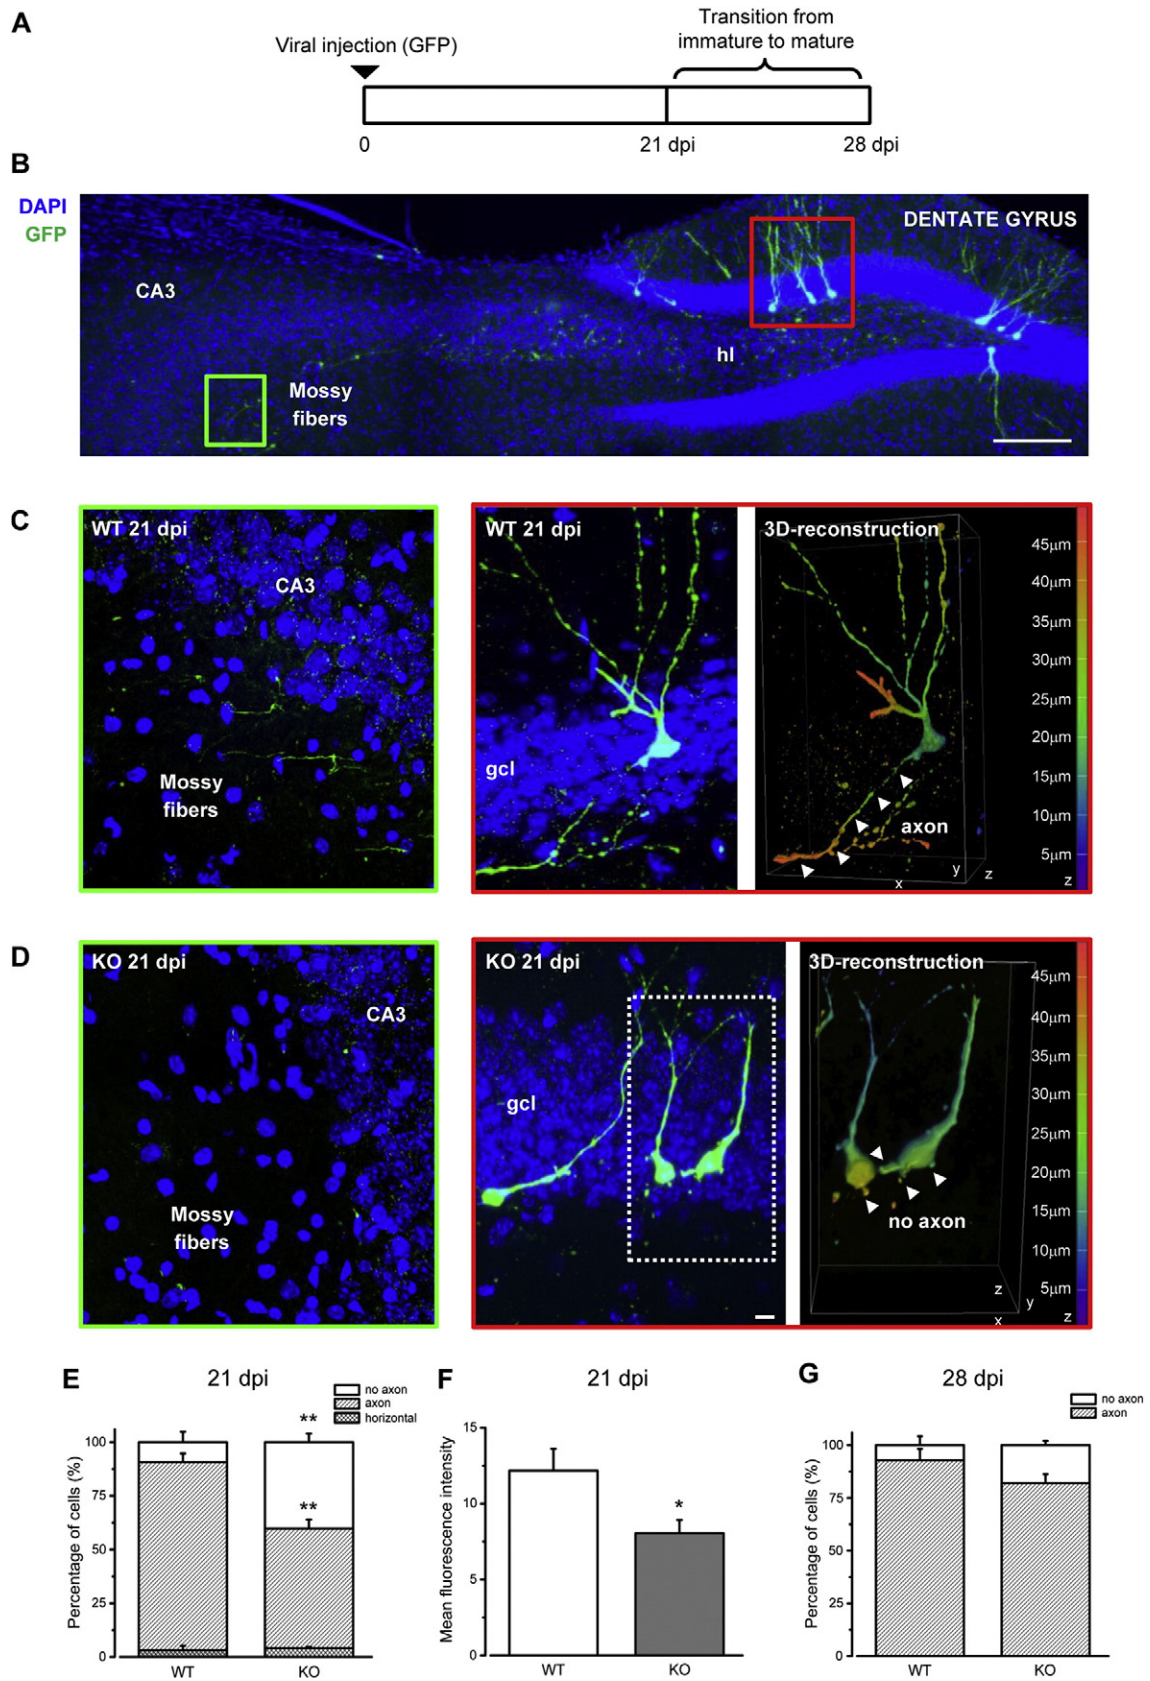 A
Transition from
immature to mature
Viral injection (GFP)
0
21 dpi
28 dpi
B
DAPI
GFP
DENTATE GYRUS
CA3
hl
Mossy
fibers
C
WT 21 dpi
CA3
Mossy
fibers
WT 21 dpi
gcl
3D-reconstruction
45µm
40µm
35µm
30µm
25µm
20µm
15µm
10µm
5µm
z
axon
y
z
x
D
KO 21 dpi
CA3
Mossy
fibers
KO 21 dpi
gcl
3D-reconstruction
45µm
40µm
35µm
30µm
25µm
20µm
15µm
10µm
5µm
z
no axon
z
y
x
E
21 dpi
no axon
axon
horizontal
Percentage of cells (%)
100
75
50
25
0
**
**
WT
KO
F
21 dpi
Mean fluorescence intensity
15
10
5
0
*
WT
KO
G
28 dpi
no axon
axon
Percentage of cells (%)
100
75
50
25
0
WT
KO